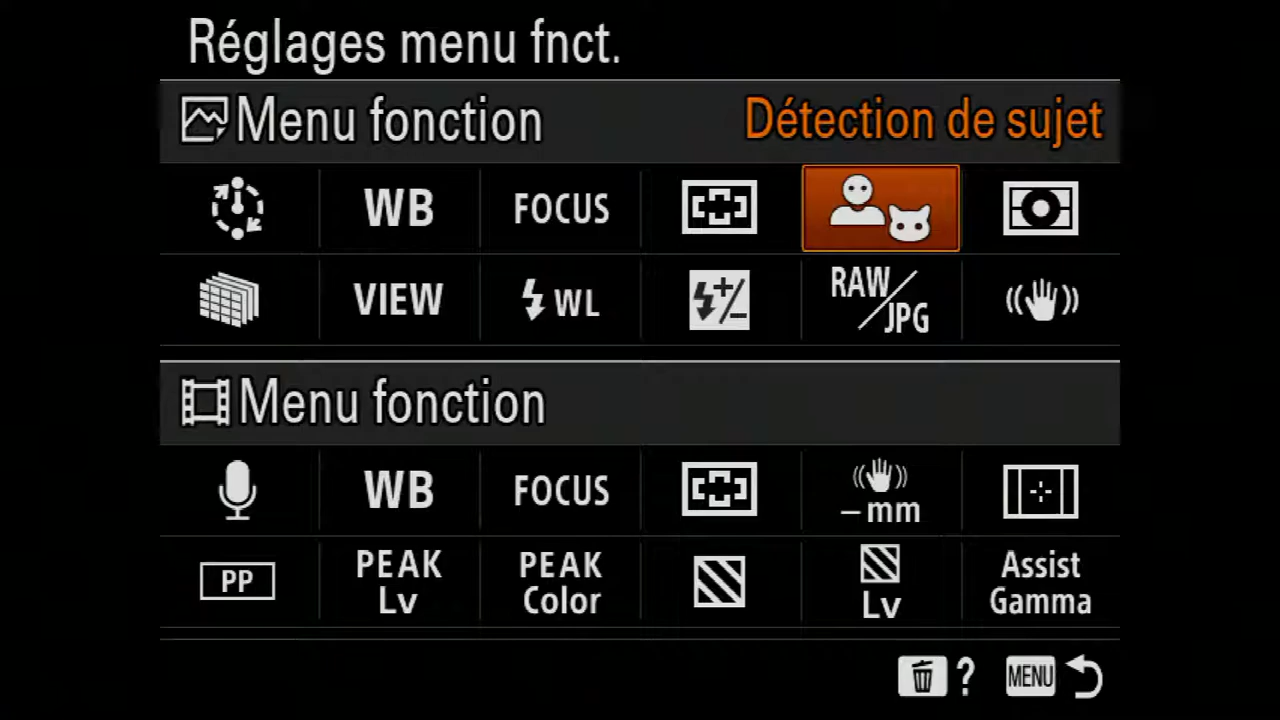 Réglages menu fnct.
Menu fonction Détection de sujet
WB FOCUS
VIEW WL RAW/JPG
Menu fonction
WB FOCUS –mm
PP PEAK Lv PEAK Color Lv Assist Gamma
? MENU